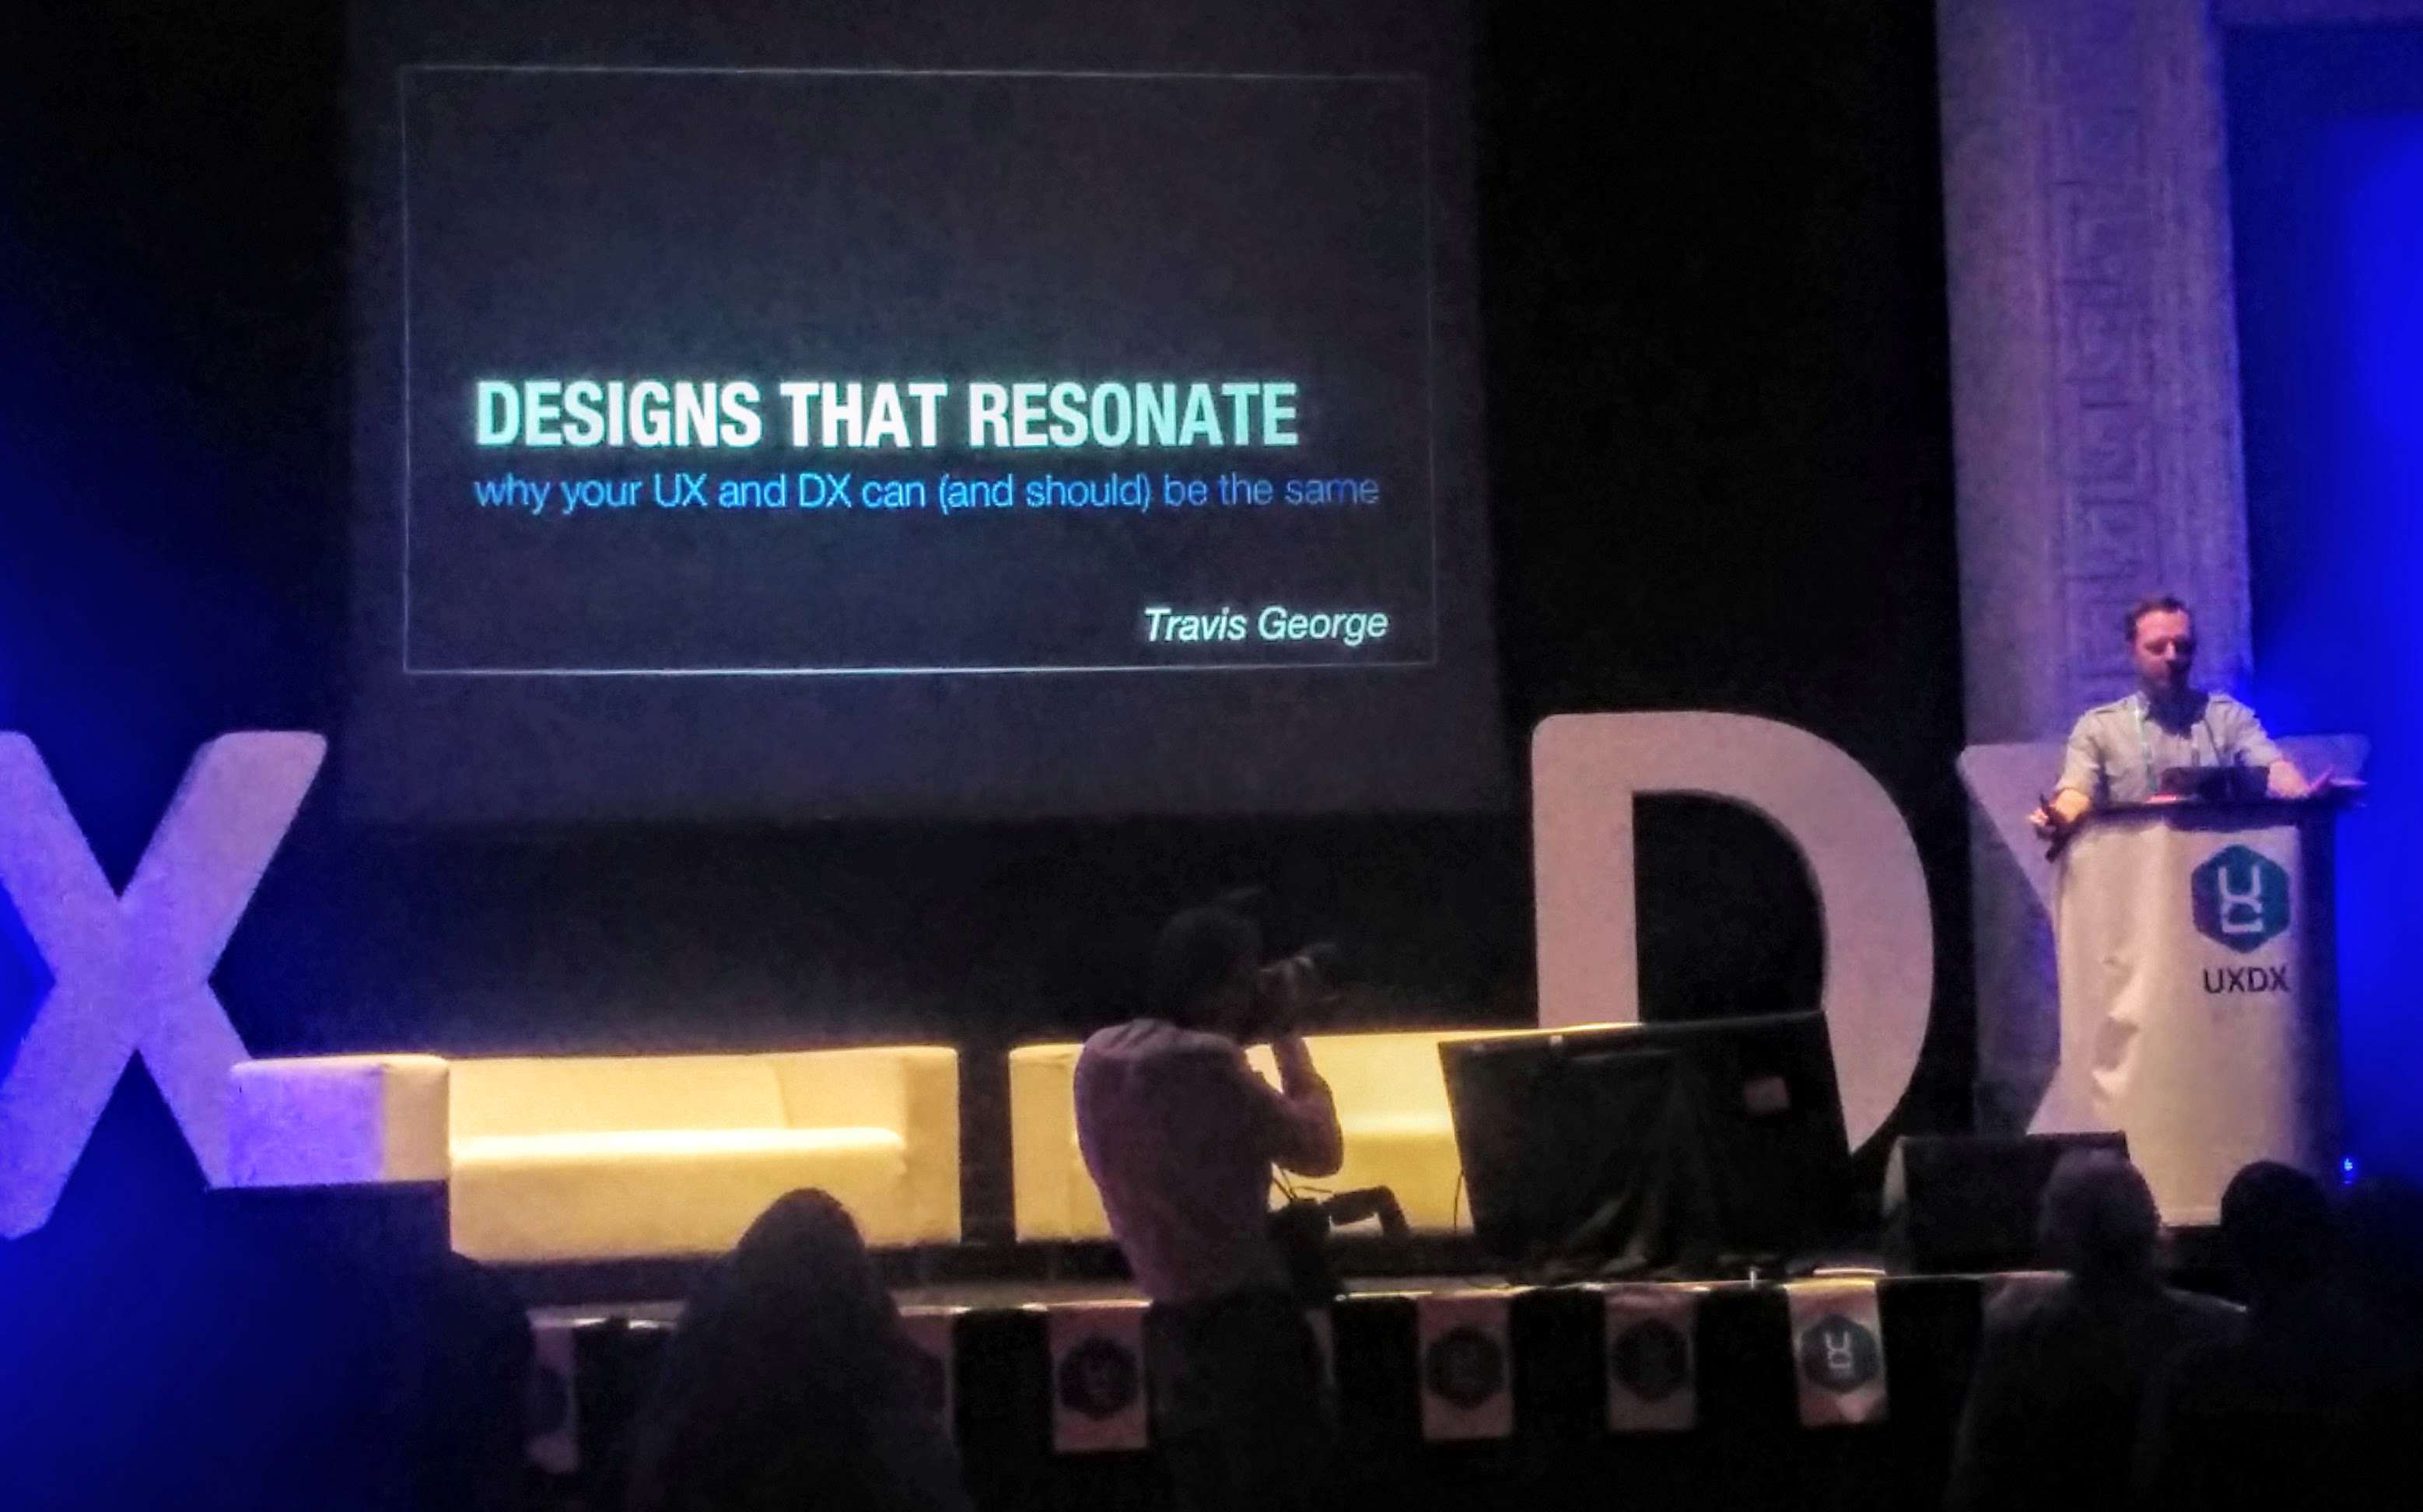 DESIGNS THAT RESONATE
why your UX and DX can (and should) be the same
Travis George
X
D
X
UXDX